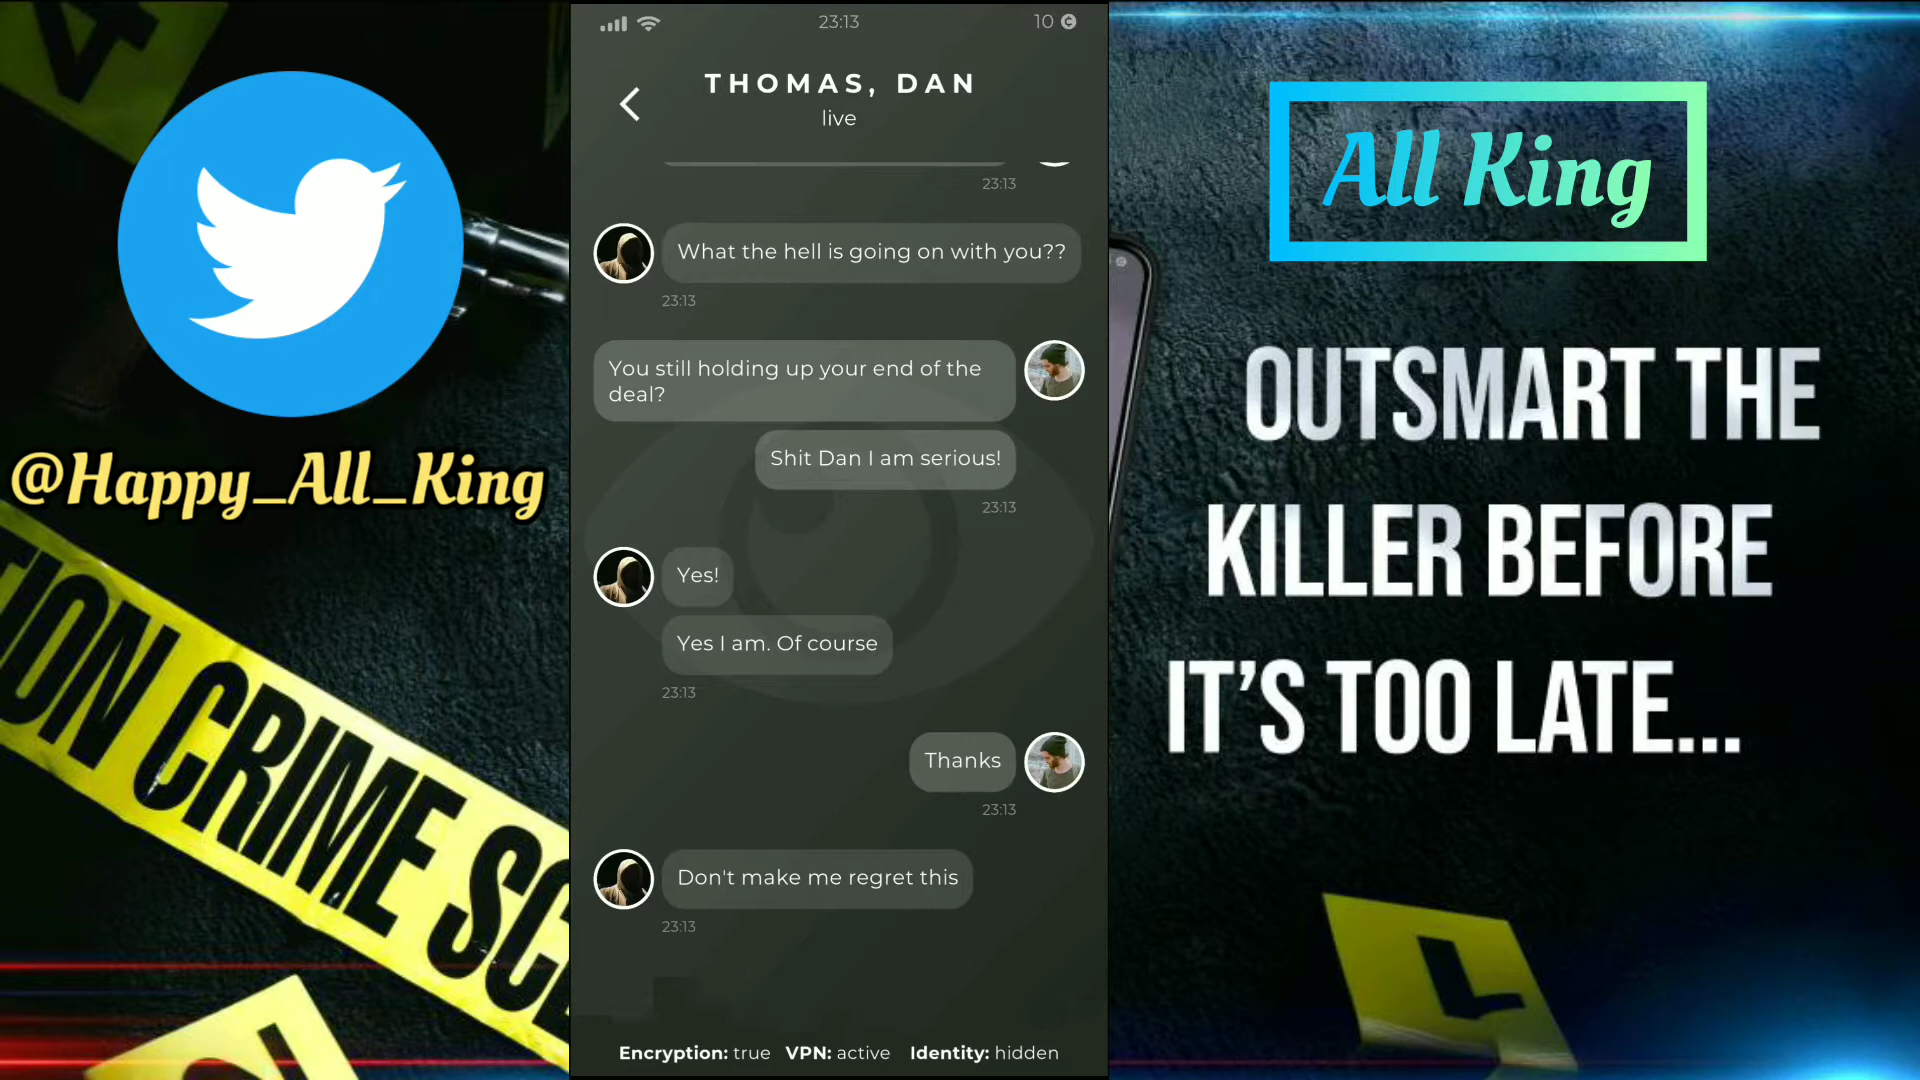 @Happy_All_King
TION CRIME SC
23:13
10
THOMAS, DAN
live
23:13
What the hell is going on with you??
23:13
You still holding up your end of the
deal?
Shit Dan I am serious!
23:13
Yes!
Yes I am. Of course
23:13
Thanks
23:13
Don't make me regret this
23:13
Encryption: true VPN: active Identity: hidden
All King
OUTSMART THE
KILLER BEFORE
IT'S TOO LATE...